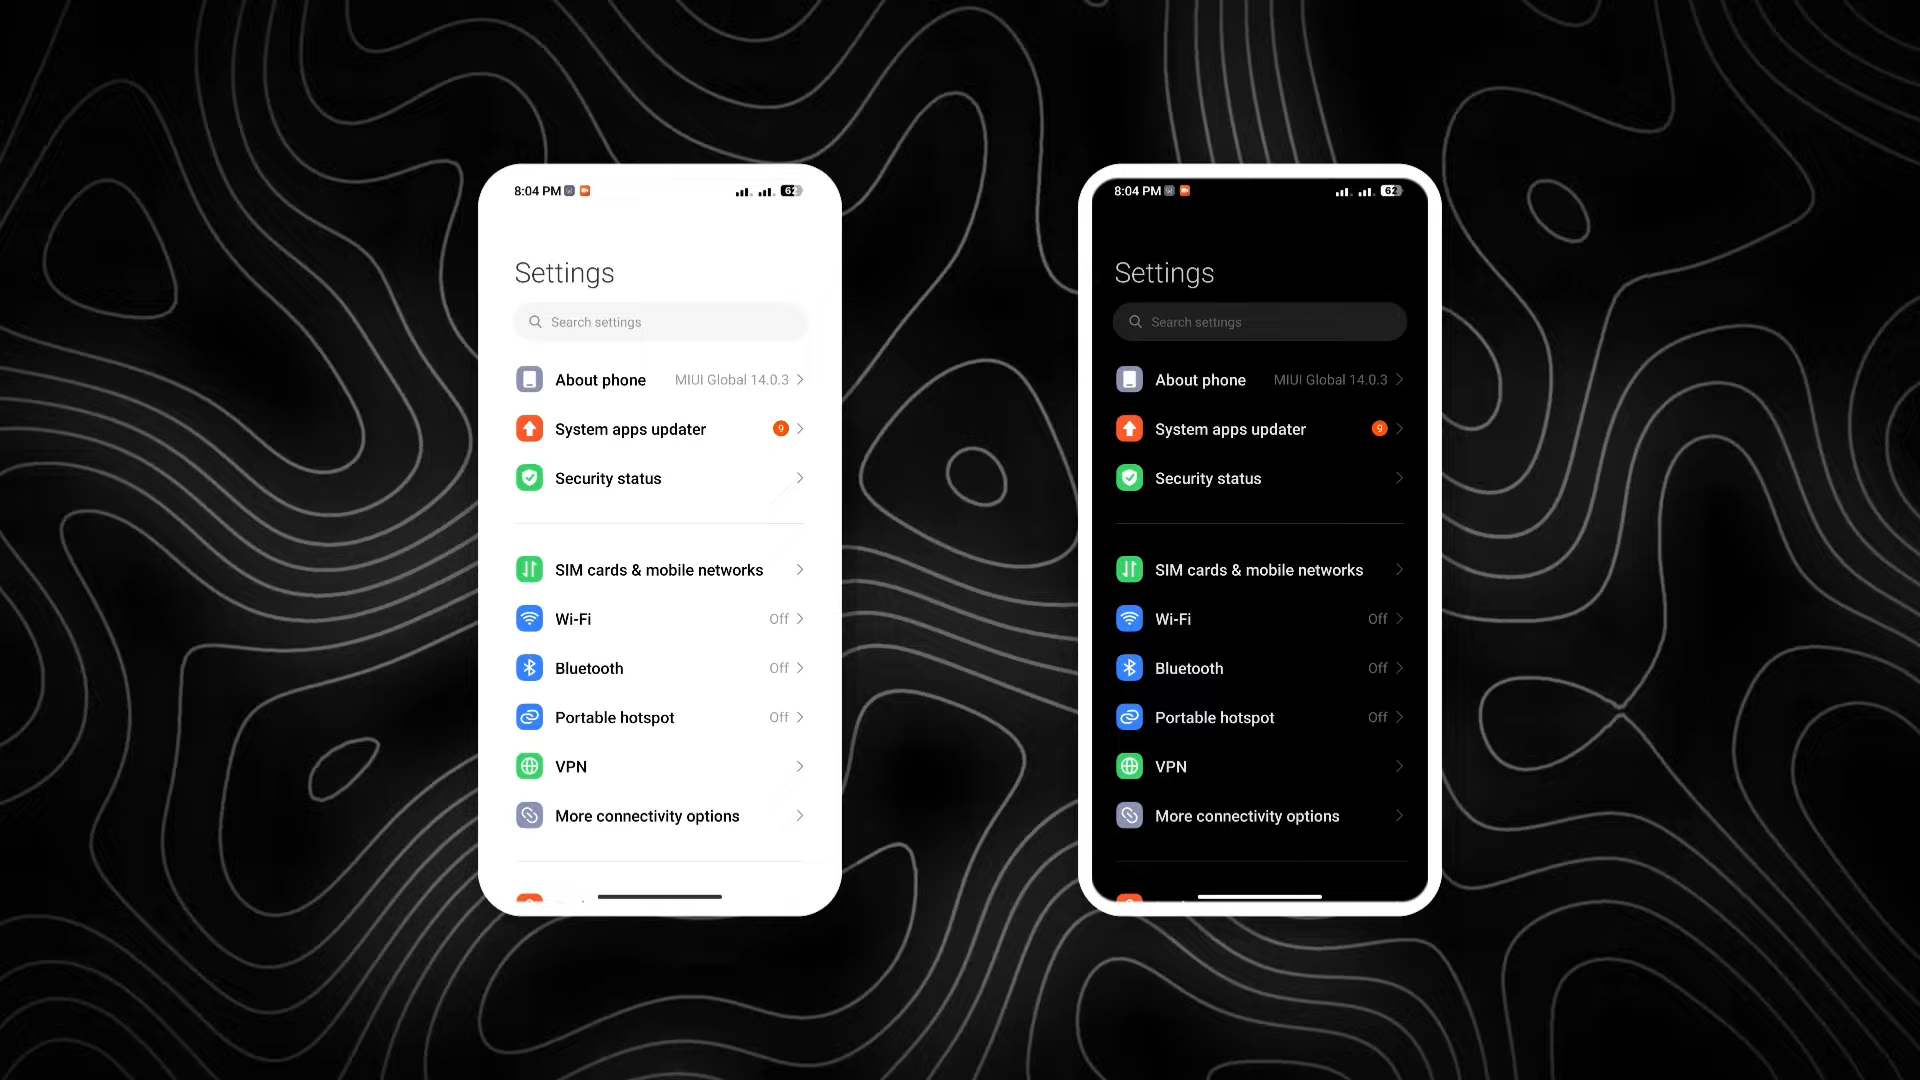 8:04 PM 62
Settings
Search settings
About phone MIUI Global 14.0.3
System apps updater 9
Security status
SIM cards & mobile networks
Wi-Fi Off
Bluetooth Off
Portable hotspot Off
VPN
More connectivity options
8:04 PM 62
Settings
Search settings
About phone MIUI Global 14.0.3
System apps updater 9
Security status
SIM cards & mobile networks
Wi-Fi Off
Bluetooth Off
Portable hotspot Off
VPN
More connectivity options